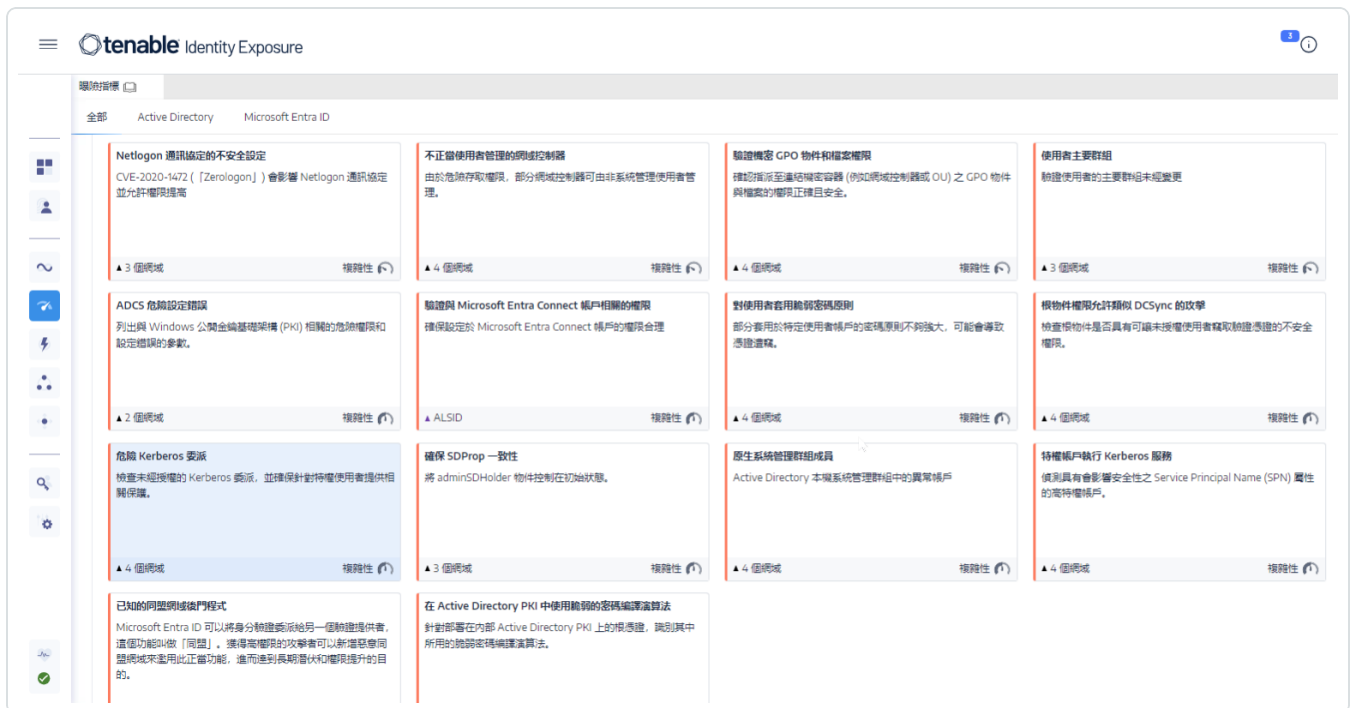 tenable Identity Exposure
3
曝險指標
全部 Active Directory Microsoft Entra ID
Netlogon 通訊協定的不安全設定
CVE-2020-1472 (「Zerologon」) 會影響 Netlogon 通訊協定
並允許權限提高
▲ 3 個網域 複雜性
不正當使用者管理的網域控制器
由於危險存取權限，部分網域控制器可由非系統管理使用者管
理。
▲ 4 個網域 複雜性
驗證機密 GPO 物件和檔案權限
確認指派至連結機密容器 (例如網域控制器或 OU) 之 GPO 物件
與檔案的權限正確且安全。
▲ 4 個網域 複雜性
使用者主要群組
驗證使用者的主要群組未經變更
▲ 3 個網域 複雜性
ADCS 危險設定錯誤
列出與 Windows 公開金鑰基礎架構 (PKI) 相關的危險權限和
設定錯誤的參數。
▲ 2 個網域 複雜性
驗證與 Microsoft Entra Connect 帳戶相關的權限
確保設定於 Microsoft Entra Connect 帳戶的權限合理
▲ ALSID 複雜性
對使用者套用脆弱密碼原則
部分套用於特定使用者帳戶的密碼原則不夠強大，可能會導致
憑證遭竊。
▲ 4 個網域 複雜性
根物件權限允許類似 DCSync 的攻擊
檢查根物件是否具有可讓未授權使用者竊取驗證憑證的不安全
權限。
▲ 4 個網域 複雜性
危險 Kerberos 委派
檢查未經授權的 Kerberos 委派，並確保針對特權使用者提供相
關保護。
▲ 4 個網域 複雜性
確保 SDProp 一致性
將 adminSDHolder 物件控制在初始狀態。
▲ 3 個網域 複雜性
原生系統管理群組成員
Active Directory 本機系統管理群組中的異常帳戶
▲ 4 個網域 複雜性
特權帳戶執行 Kerberos 服務
偵測具有會影響安全性之 Service Principal Name (SPN) 屬性
的高特權帳戶。
▲ 4 個網域 複雜性
已知的同盟網域後門程式
Microsoft Entra ID 可以將身分驗證委派給另一個驗證提供者，
這個功能叫做「同盟」。獲得高權限的攻擊者可以新增惡意同
盟網域來濫用此正當功能，進而達到長期潛伏和權限提升的目
的。
在 Active Directory PKI 中使用脆弱的密碼編譯演算法
針對部署在內部 Active Directory PKI 上的根憑證，識別其中
所用的脆弱密碼編譯演算法。